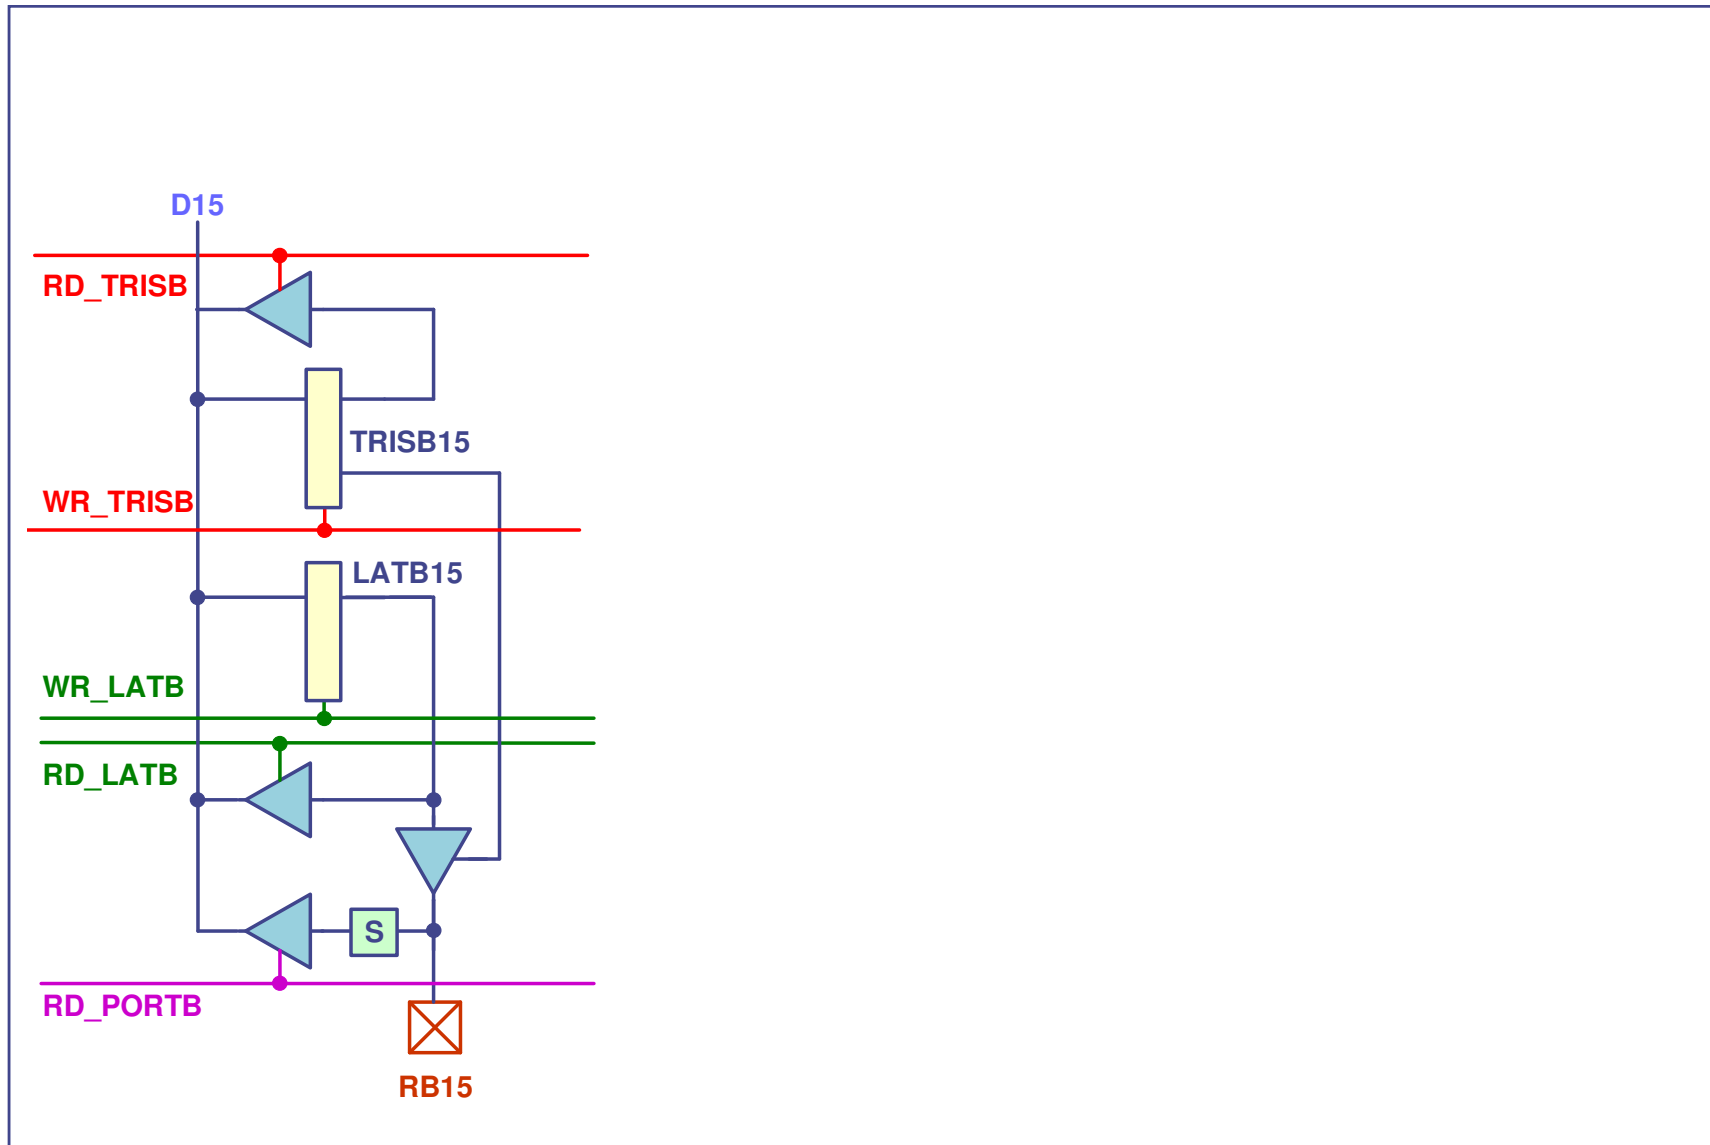 D15
RD_TRISB
TRISB15
WR_TRISB
LATB15
WR_LATB
RD_LATB
S
RD_PORTB
RB15